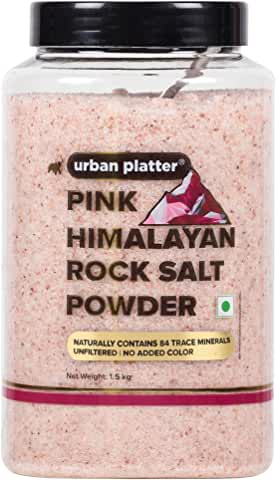 urban platter®
PINK
HIMALAYAN
ROCK SALT
POWDER
NATURALLY CONTAINS 84 TRACE MINERALS
UNFILTERED | NO ADDED COLOR
Net Weight: 1.5 kg